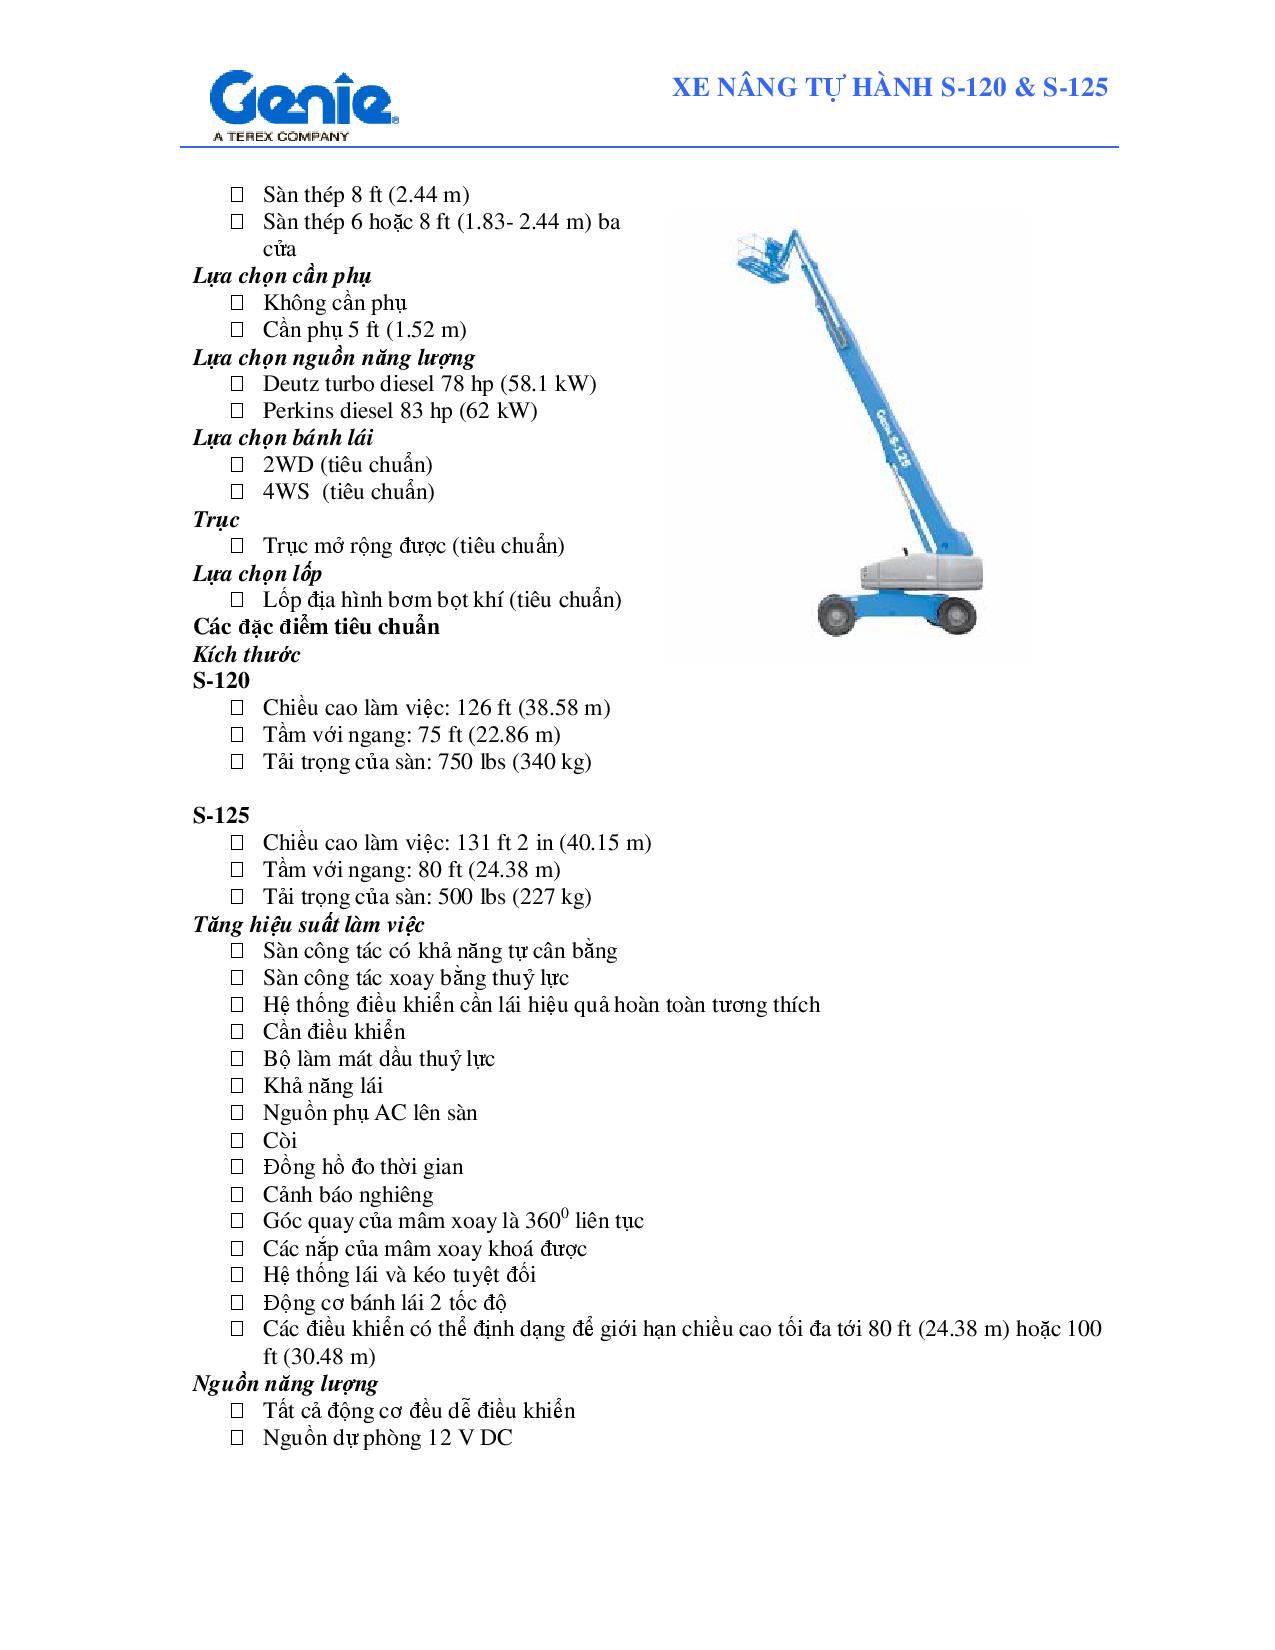 Genie
A TEREX COMPANY
XE NÂNG TỰ HÀNH S-120 & S-125
□ Sàn thép 8 ft (2.44 m)
□ Sàn thép 6 hoặc 8 ft (1.83- 2.44 m) ba
cửa
Lựa chọn cần phụ
□ Không cần phụ
□ Cần phụ 5 ft (1.52 m)
Lựa chọn nguồn năng lượng
□ Deutz turbo diesel 78 hp (58.1 kW)
□ Perkins diesel 83 hp (62 kW)
Lựa chọn bánh lái
□ 2WD (tiêu chuẩn)
□ 4WS (tiêu chuẩn)
Trục
□ Trục mở rộng được (tiêu chuẩn)
Lựa chọn lốp
□ Lốp địa hình bơm bọt khí (tiêu chuẩn)
Các đặc điểm tiêu chuẩn
Kích thước
S-120
□ Chiều cao làm việc: 126 ft (38.58 m)
□ Tầm với ngang: 75 ft (22.86 m)
□ Tải trọng của sàn: 750 lbs (340 kg)
S-125
□ Chiều cao làm việc: 131 ft 2 in (40.15 m)
□ Tầm với ngang: 80 ft (24.38 m)
□ Tải trọng của sàn: 500 lbs (227 kg)
Tăng hiệu suất làm việc
□ Sàn công tác có khả năng tự cân bằng
□ Sàn công tác xoay bằng thuỷ lực
□ Hệ thống điều khiển cần lái hiệu quả hoàn toàn tương thích
□ Cần điều khiển
□ Bộ làm mát dầu thuỷ lực
□ Khả năng lái
□ Nguồn phụ AC lên sàn
□ Còi
□ Đồng hồ đo thời gian
□ Cảnh báo nghiêng
□ Góc quay của mâm xoay là 360⁰ liên tục
□ Các nắp của mâm xoay khoá được
□ Hệ thống lái và kéo tuyệt đối
□ Động cơ bánh lái 2 tốc độ
□ Các điều khiển có thể định dạng để giới hạn chiều cao tối đa tới 80 ft (24.38 m) hoặc 100
ft (30.48 m)
Nguồn năng lượng
□ Tất cả động cơ đều dễ điều khiển
□ Nguồn dự phòng 12 V DC
Genie S-125